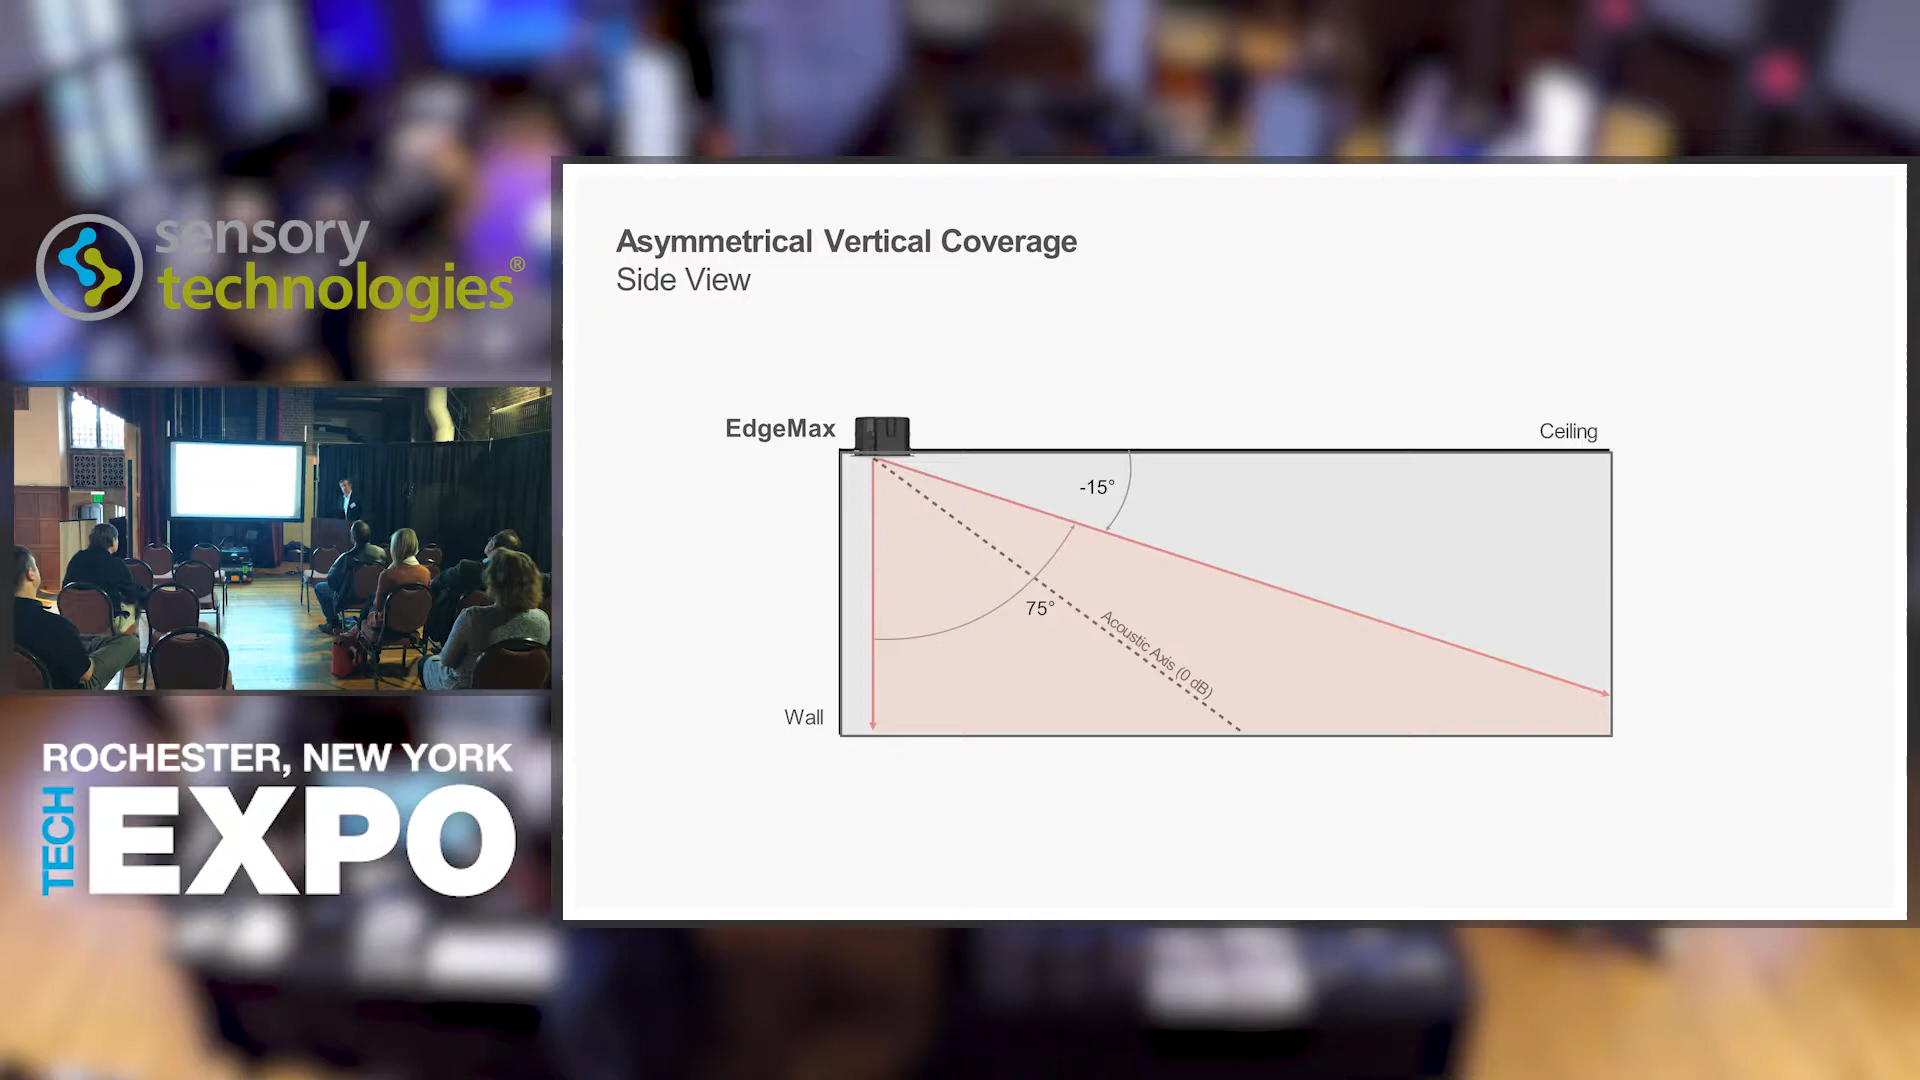 sensory
technologies®
ROCHESTER, NEW YORK
TECH
EXPO
Asymmetrical Vertical Coverage
Side View
EdgeMax
Ceiling
-15°
75°
Acoustic Axis (0 dB)
Wall